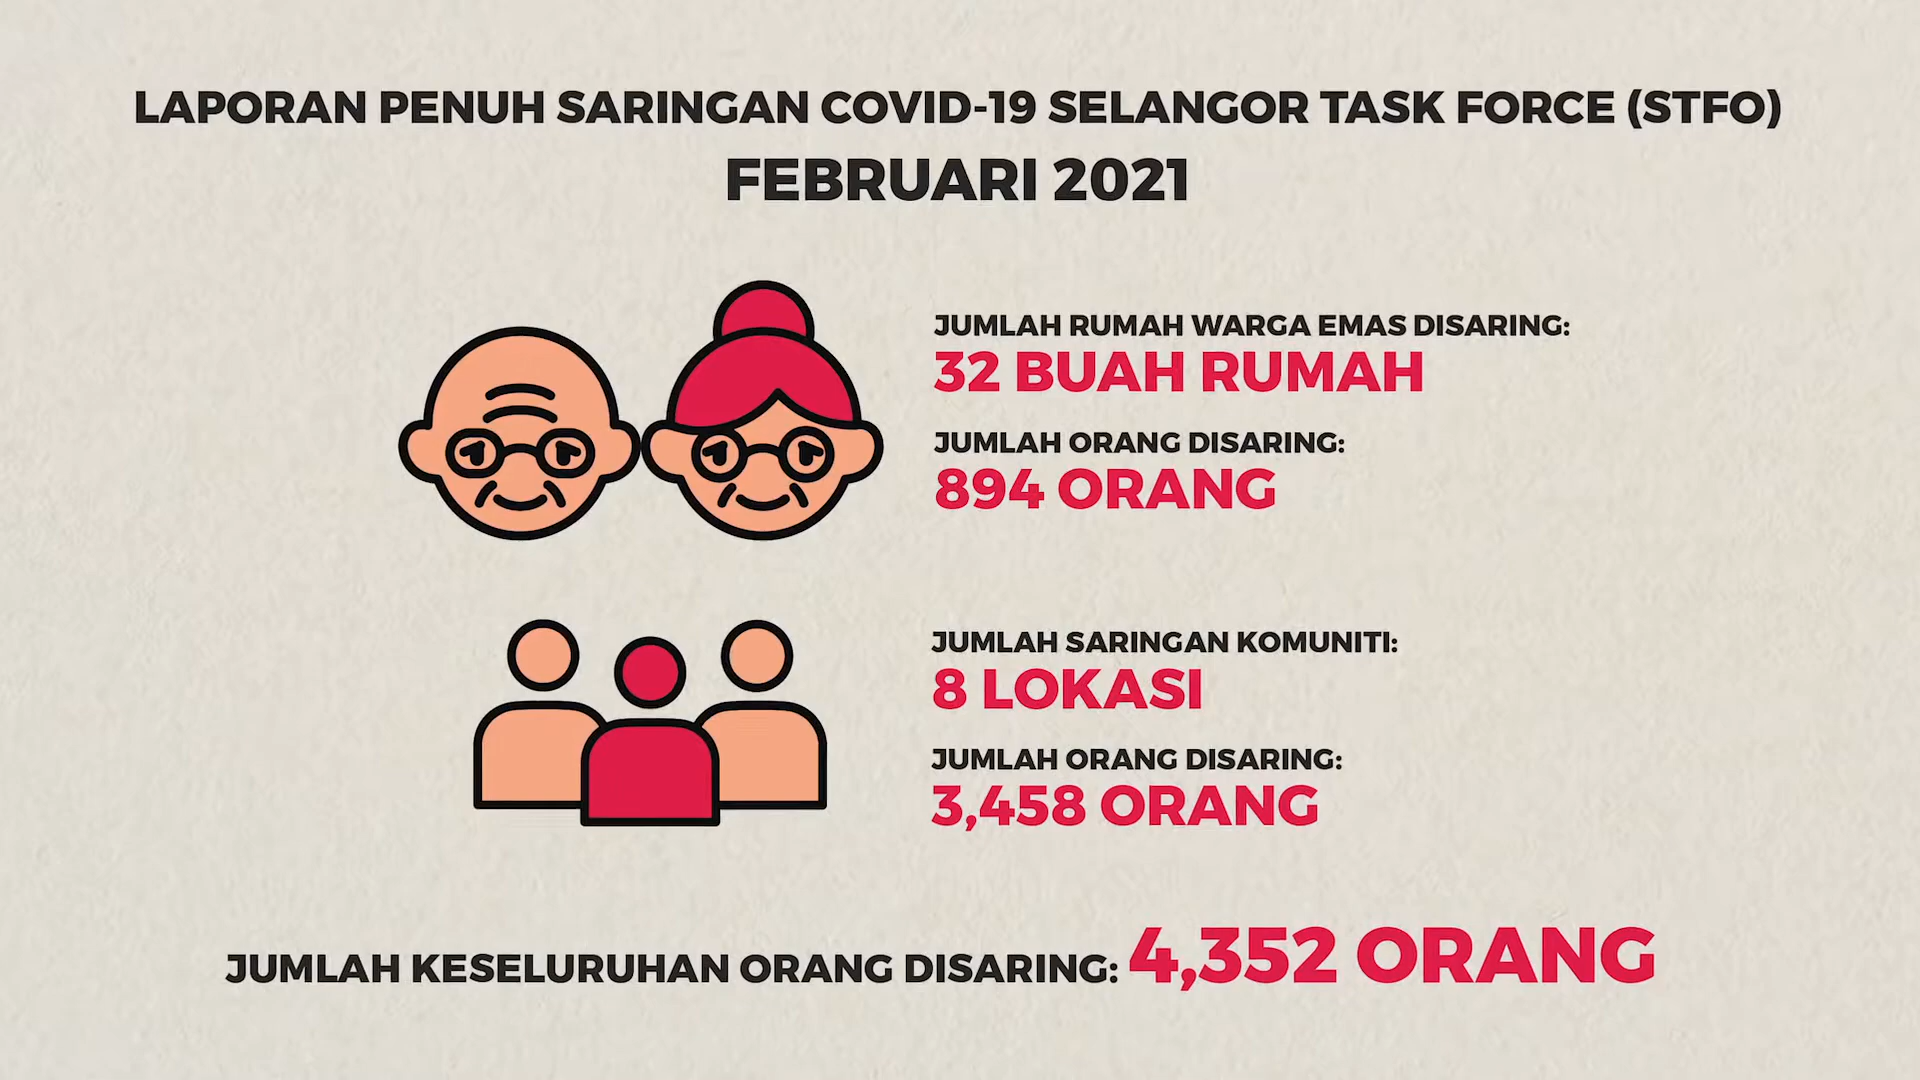 LAPORAN PENUH SARINGAN COVID-19 SELANGOR TASK FORCE (STFO)
FEBRUARI 2021
JUMLAH RUMAH WARGA EMAS DISARING:
32 BUAH RUMAH
JUMLAH ORANG DISARING:
894 ORANG
JUMLAH SARINGAN KOMUNITI:
8 LOKASI
JUMLAH ORANG DISARING:
3,458 ORANG
JUMLAH KESELURUHAN ORANG DISARING: 4,352 ORANG